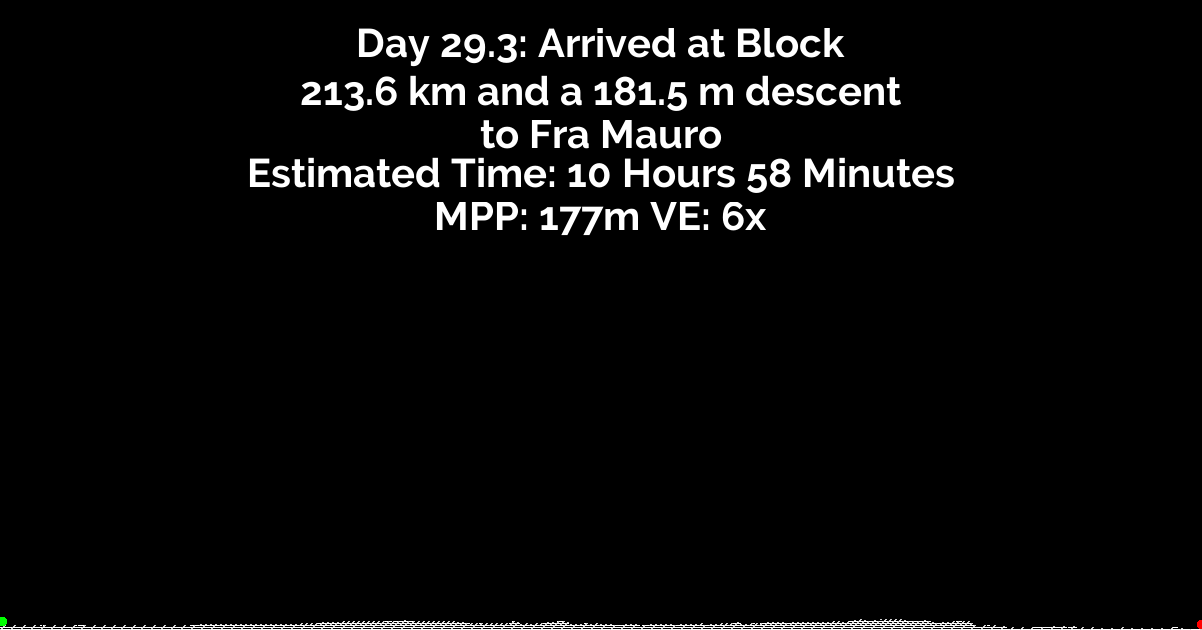 Day 29.3: Arrived at Block
213.6 km and a 181.5 m descent
to Fra Mauro
Estimated Time: 10 Hours 58 Minutes
MPP: 177m VE: 6x